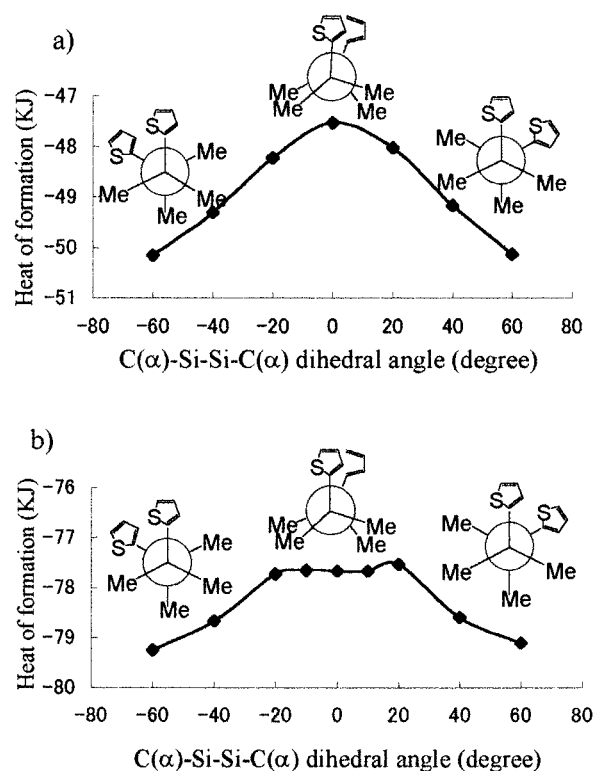 a)
S
Me Me
Me Me
-47
-48
-49
-50
-51
Heat of formation (KJ)
S
S
Me
Me Me
Me
S
Me
S
Me Me
Me
-80 -60 -40 -20 0 20 40 60 80
C(α)-Si-Si-C(α) dihedral angle (degree)
b)
S
Me Me
Me Me
-76
-77
-78
-79
-80
Heat of formation (KJ)
S
S
Me
Me Me
Me
S
Me
S
Me Me
Me
-80 -60 -40 -20 0 20 40 60 80
C(α)-Si-Si-C(α) dihedral angle (degree)